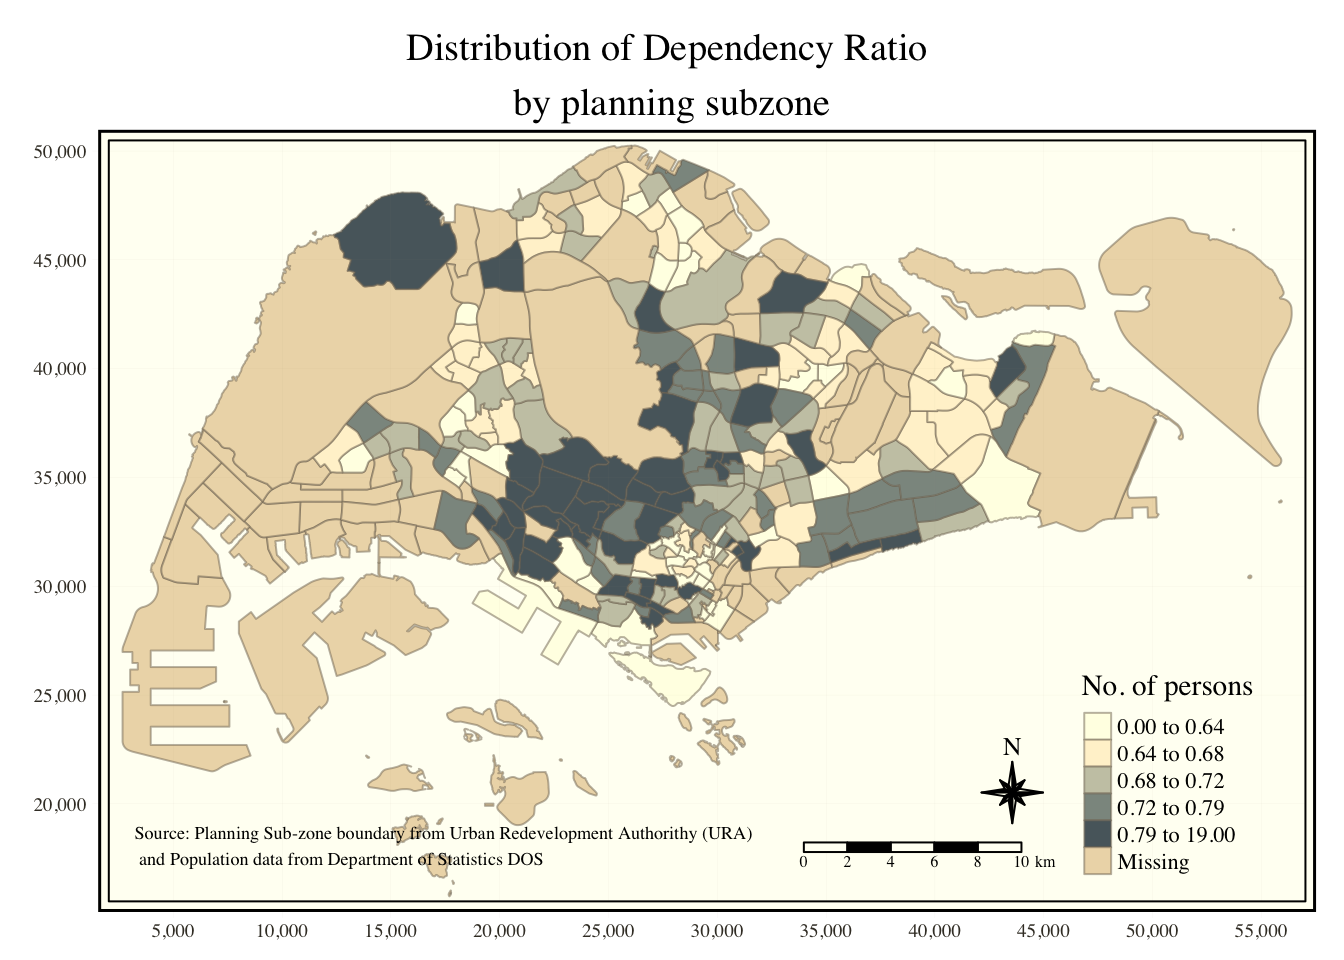 Distribution of Dependency Ratio
by planning subzone
50,000
45,000
40,000
35,000
30,000
25,000
20,000
No. of persons
0.00 to 0.64
0.64 to 0.68
0.68 to 0.72
0.72 to 0.79
0.79 to 19.00
Missing
N
0 2 4 6 8 10 km
Source: Planning Sub-zone boundary from Urban Redevelopment Authorithy (URA)
and Population data from Department of Statistics DOS
5,000 10,000 15,000 20,000 25,000 30,000 35,000 40,000 45,000 50,000 55,000